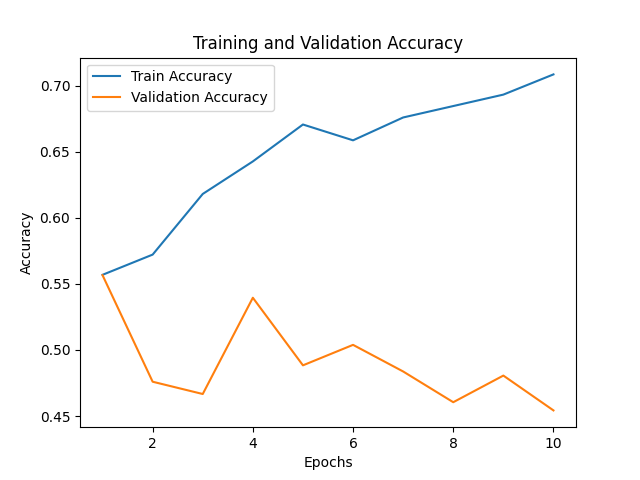 Training and Validation Accuracy
Train Accuracy
Validation Accuracy
0.70
0.65
0.60
0.55
0.50
0.45
Accuracy
2 4 6 8 10
Epochs